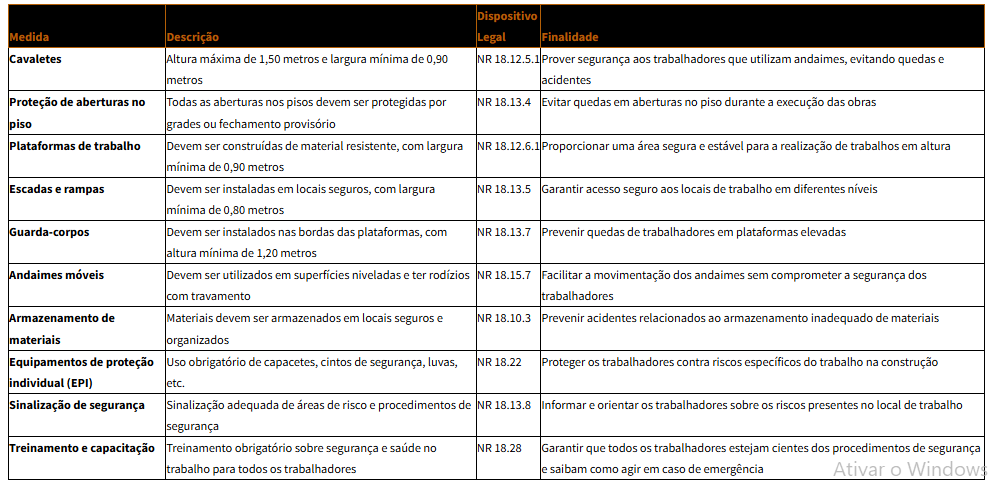 Medida Descrição Dispositivo Legal Finalidade
Cavaletes Altura máxima de 1,50 metros e largura mínima de 0,90 metros NR 18.12.5.1 Prover segurança aos trabalhadores que utilizam andaimes, evitando quedas e acidentes
Proteção de aberturas no piso Todas as aberturas nos pisos devem ser protegidas por grades ou fechamento provisório NR 18.13.4 Evitar quedas em aberturas no piso durante a execução das obras
Plataformas de trabalho Devem ser construídas de material resistente, com largura mínima de 0,90 metros NR 18.12.6.1 Proporcionar uma área segura e estável para a realização de trabalhos em altura
Escadas e rampas Devem ser instaladas em locais seguros, com largura mínima de 0,80 metros NR 18.13.5 Garantir acesso seguro aos locais de trabalho em diferentes níveis
Guarda-corpos Devem ser instalados nas bordas das plataformas, com altura mínima de 1,20 metros NR 18.13.7 Prevenir quedas de trabalhadores em plataformas elevadas
Andaimes móveis Devem ser utilizados em superfícies niveladas e ter rodízios com travamento NR 18.15.7 Facilitar a movimentação dos andaimes sem comprometer a segurança dos trabalhadores
Armazenamento de materiais Materiais devem ser armazenados em locais seguros e organizados NR 18.10.3 Prevenir acidentes relacionados ao armazenamento inadequado de materiais
Equipamentos de proteção individual (EPI) Uso obrigatório de capacetes, cintos de segurança, luvas, etc. NR 18.22 Proteger os trabalhadores contra riscos específicos do trabalho na construção
Sinalização de segurança Sinalização adequada de áreas de risco e procedimentos de segurança NR 18.13.8 Informar e orientar os trabalhadores sobre os riscos presentes no local de trabalho
Treinamento e capacitação Treinamento obrigatório sobre segurança e saúde no trabalho para todos os trabalhadores NR 18.28 Garantir que todos os trabalhadores estejam cientes dos procedimentos de segurança e saibam como agir em caso de emergência
Ativar o Windows